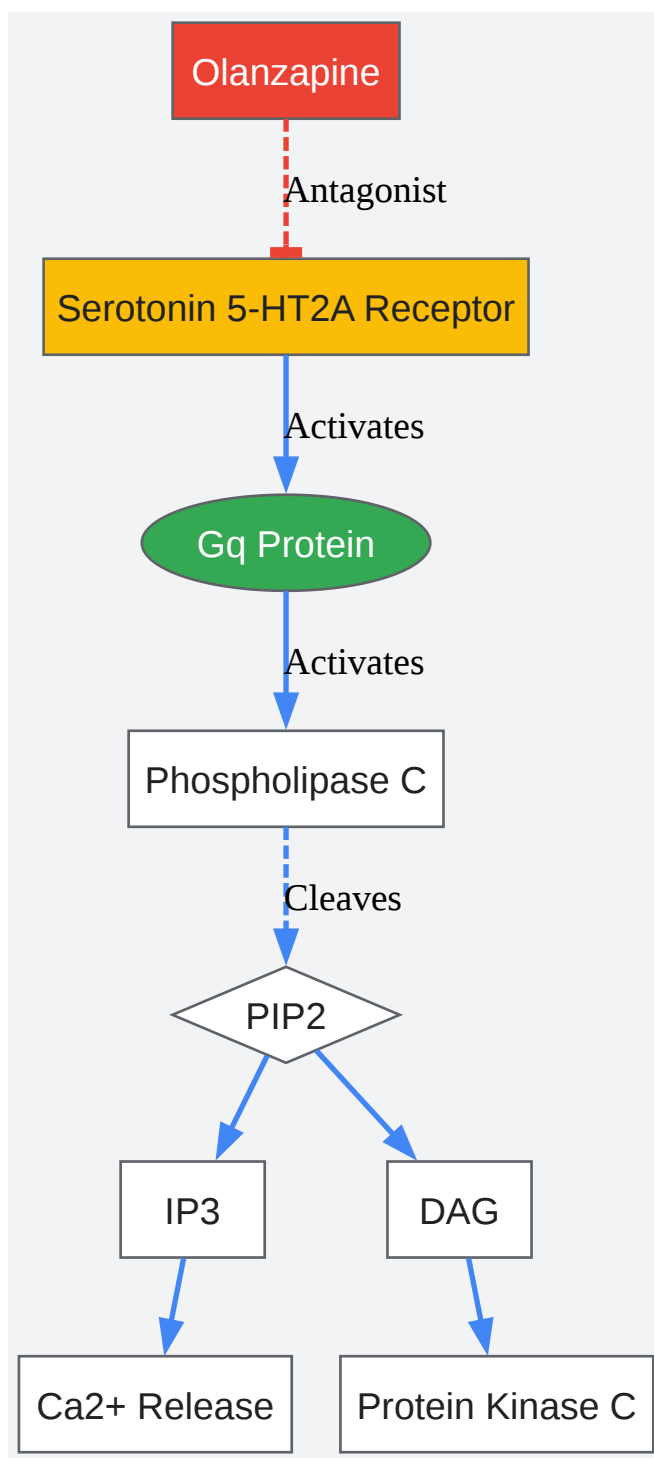 Olanzapine
Antagonist
Serotonin 5-HT2A Receptor
Activates
Gq Protein
Activates
Phospholipase C
Cleaves
PIP2
IP3
DAG
Ca2+ Release
Protein Kinase C